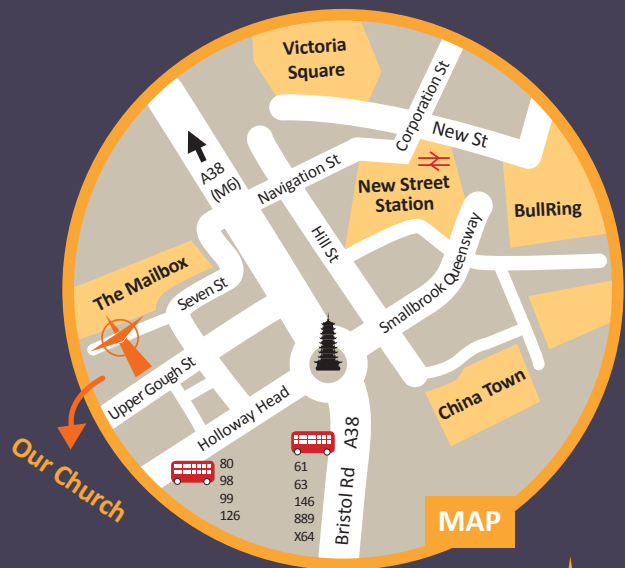 Victoria
Square
Corporation St
New St
A38
(M6)
Navigation St
New Street
Station
BullRing
Hill St
The Mailbox
Seven St
Smallbrook Queensway
Upper Gough St
China Town
Holloway Head
Our Church
80
98
99
126
61
63
146
889
X64
Bristol Rd A38
MAP